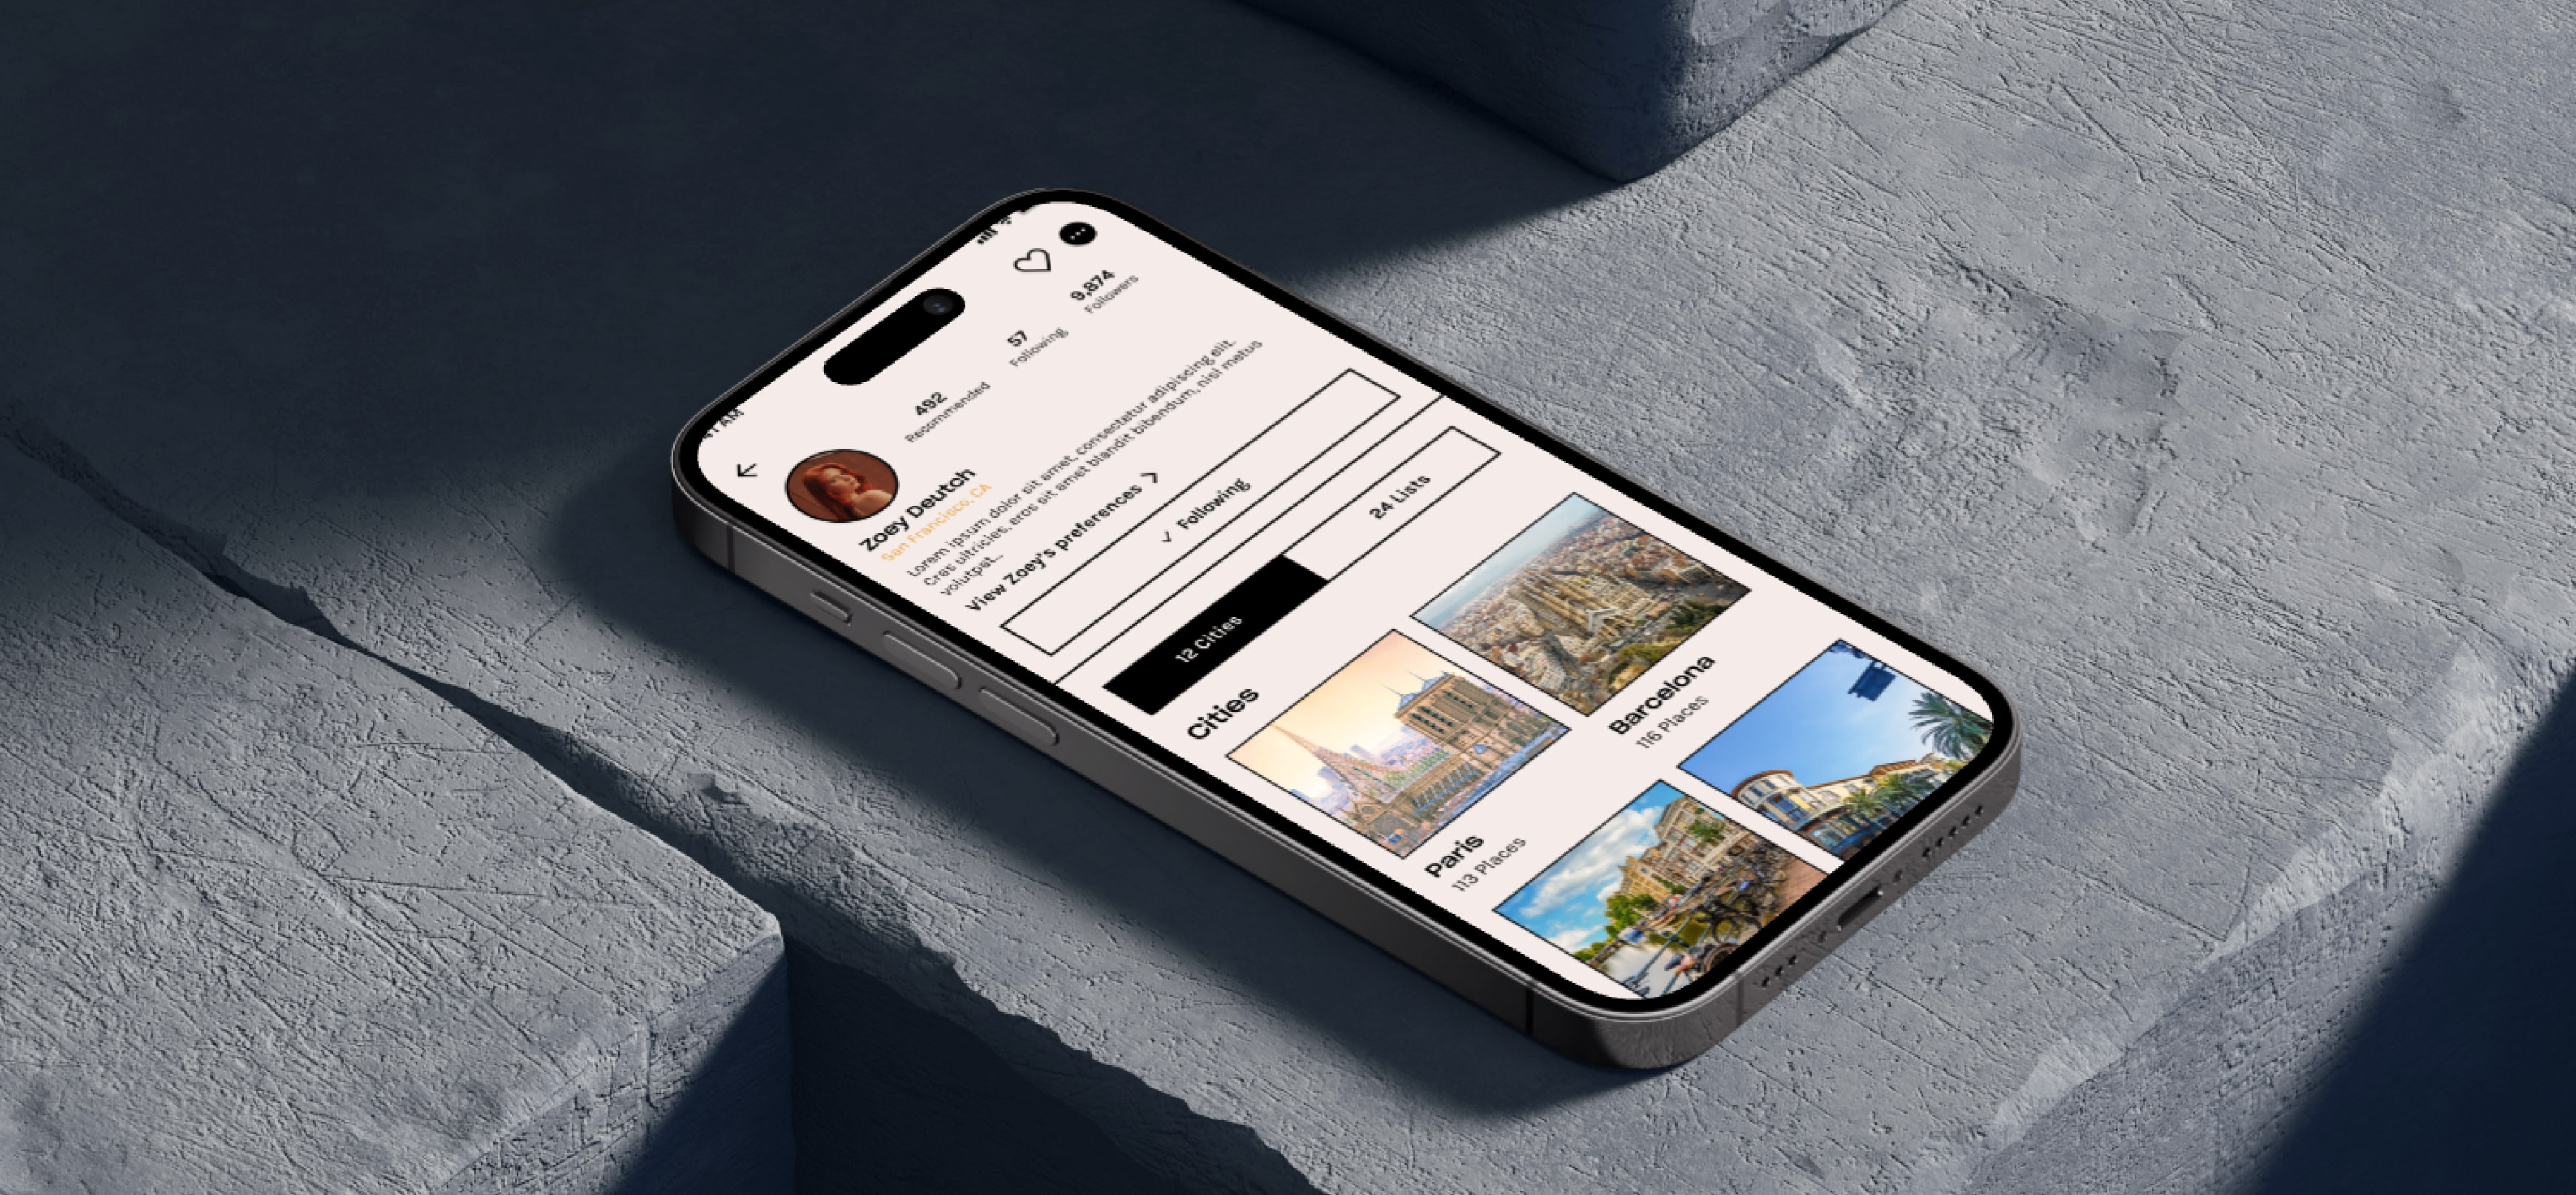 AM
492
Recommended
57
Following
9,874
Followers
Zoey Deutch
San Francisco, CA
Lorem ipsum dolor sit amet, consectetur adipiscing elit.
Cras ultricies, eros sit amet blandit bibendum, nisl metus
volutpat...
View Zoey's preferences
✓ Following
12 Cities
24 Lists
Cities
Paris
113 Places
Barcelona
116 Places